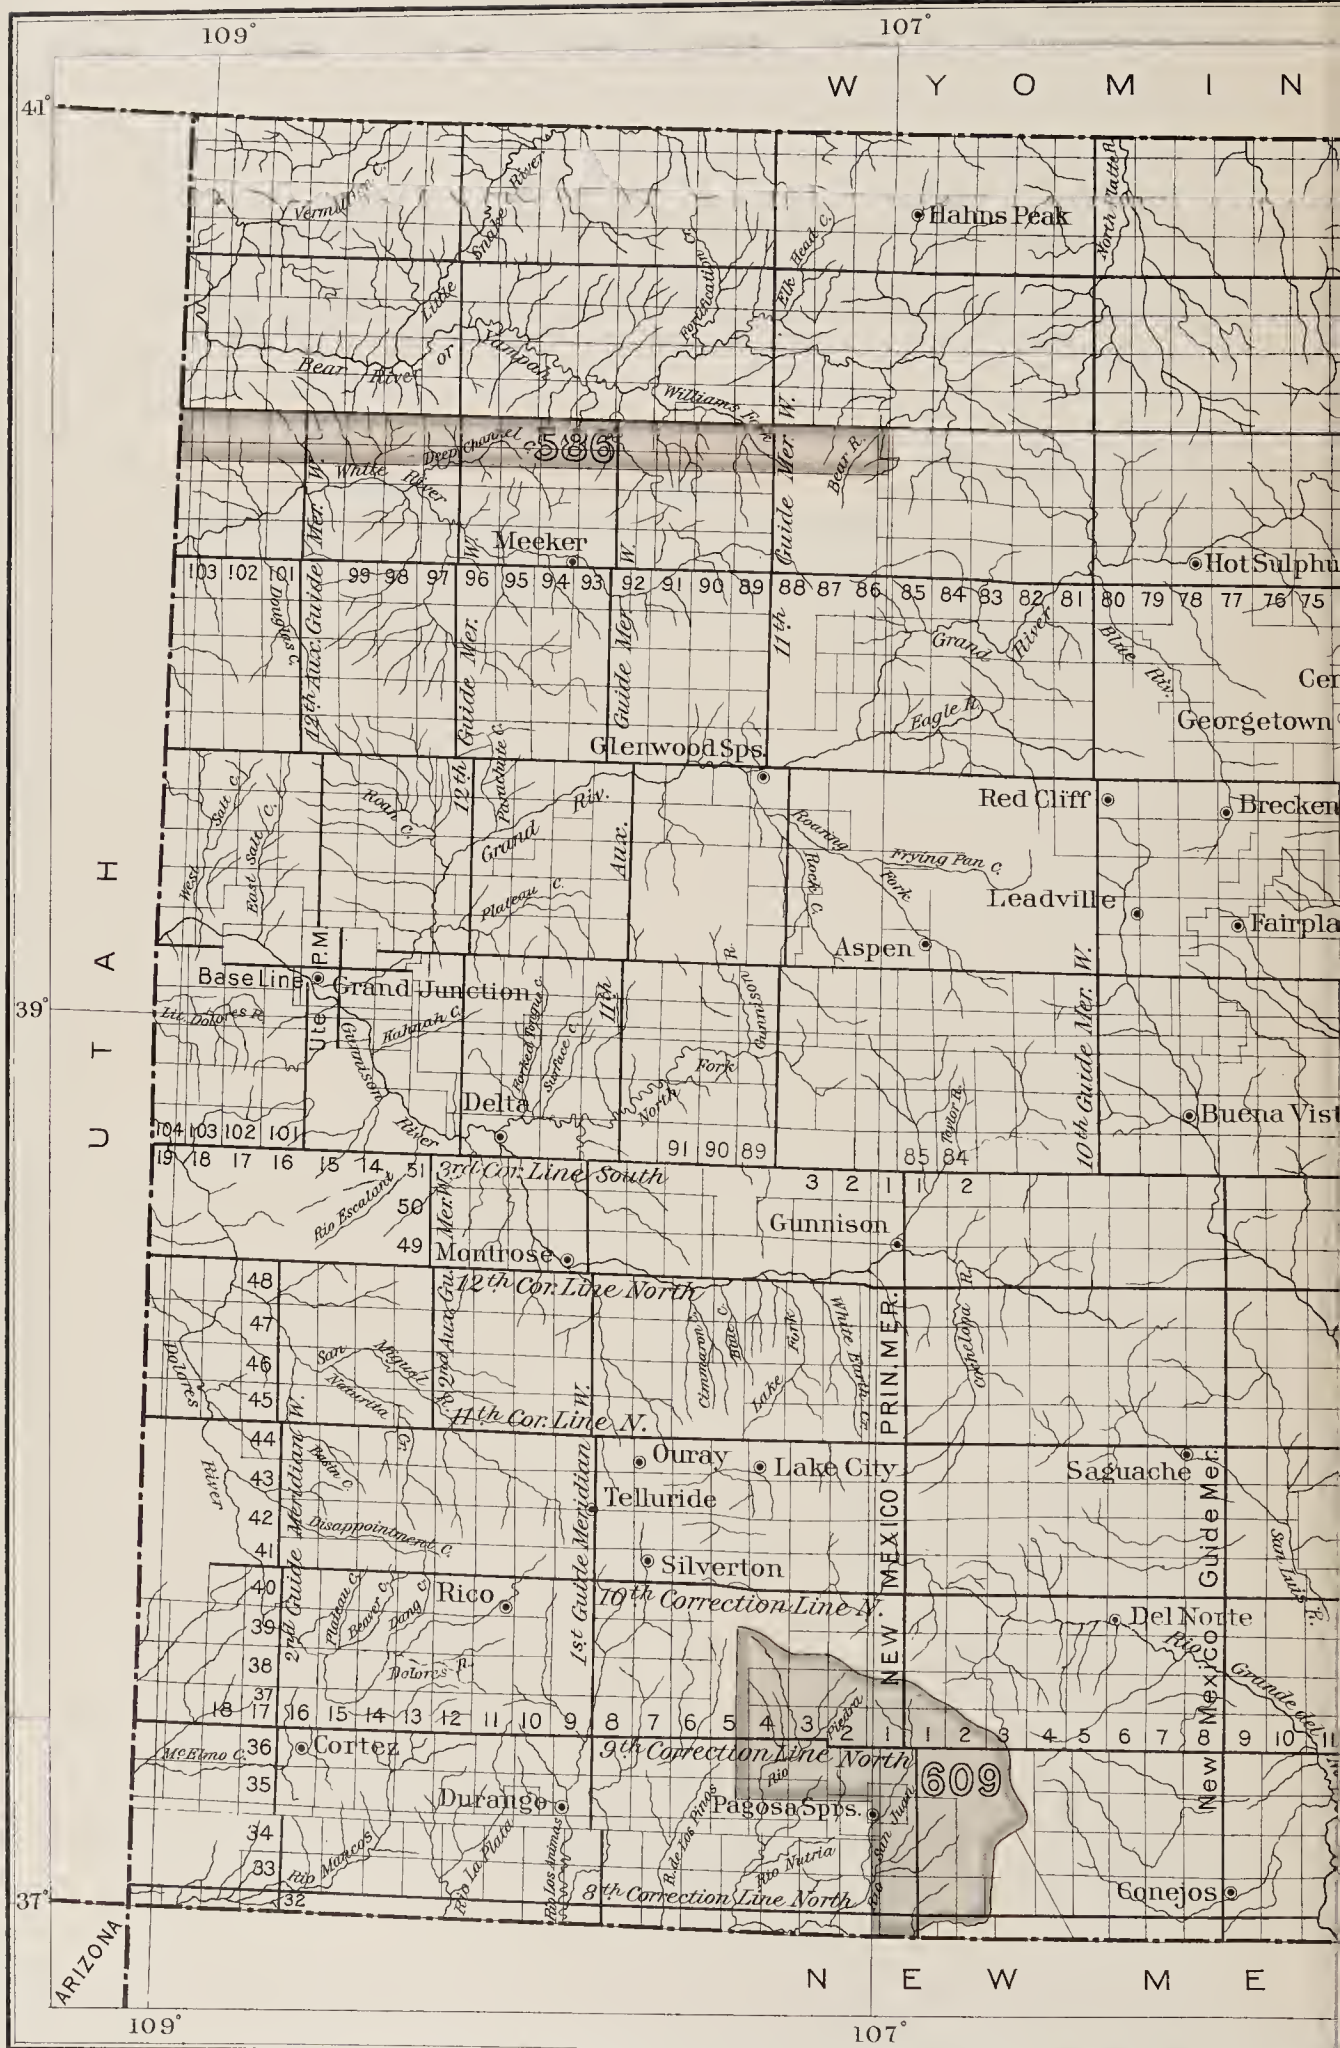 109°
107°
W Y O M I N
41°
Vermilion C.
Little Snake River
Fortification C.
Elk Head C.
Hahns Peak
North Platte R.
Bear River or Yampah
Williams Fork
586
Deep Channel C.
White River
Bear R.
Meeker
Hot Sulphu
103 102 101 99 98 97 96 95 94 93 92 91 90 89 88 87 86 85 84 83 82 81 80 79 78 77 76 75
Douglas C.
12th Aux. Guide Mer. W.
12th Guide Mer. W.
11th Aux. Guide Mer. W.
11th Guide Mer. W.
Grand River
Blue Riv.
Eagle R.
Cen
Georgetown
Glenwood Sps.
Parachute C.
Roan C.
Grand Riv.
West Salt C.
East Salt C.
Plateau C.
Red Cliff
Brecken
Roaring Fork
Rock C.
Frying Pan C.
Leadville
Fairpla
Aspen
U T A H
39°
Base Line
Ute P.M.
Grand Junction
Lit. Dolores R.
Kahnah C.
Gunnison River
Forked Tongue C.
Surface C.
North Fork Gunnison R.
Delta
Taylor R.
10th Guide Mer. W.
Buena Vist
104 103 102 101 91 90 89 85 84
19 18 17 16 15 14 51
3rd Cor. Line South
3 2 1 1 2
50
Rio Escalant
49
Gunnison
Montrose
48
12th Cor. Line North
47
46
45
Dolores River
San Miguel R.
Naturita Cr.
2nd Aux. Gu. Mer. W.
Cimmaron C.
Blue C.
Lake Fork
White Earth Cr.
Cochetopa R.
NEW MEXICO PRIN. MER.
11th Cor. Line N.
44
43
42
41
2nd Guide Meridian W.
1st Guide Meridian W.
Basin C.
Disappointment C.
Ouray
Lake City
Telluride
Saguache
Silverton
New Mexico Guide Mer.
San Luis R.
40
39
38
37
Plateau C.
Beaver C.
Dang C.
Rico
10th Correction Line N.
Del Norte
Dolores R.
Rio Grande del
Piedra
18 17 16 15 14 13 12 11 10 9 8 7 6 5 4 3 2 1 1 2 3 4 5 6 7 8 9 10 11
36
McElmo C.
Cortez
9th Correction Line North
Rio
609
35
Durango
Pagosa Spps.
34
33
32
Rio Mancos
Rio La Plata
Rio Los Animas
R. de Los Pinos
Rio Nutria
Rio San Juan
8th Correction Line North
Conejos
37°
ARIZONA
N E W M E
109°
107°